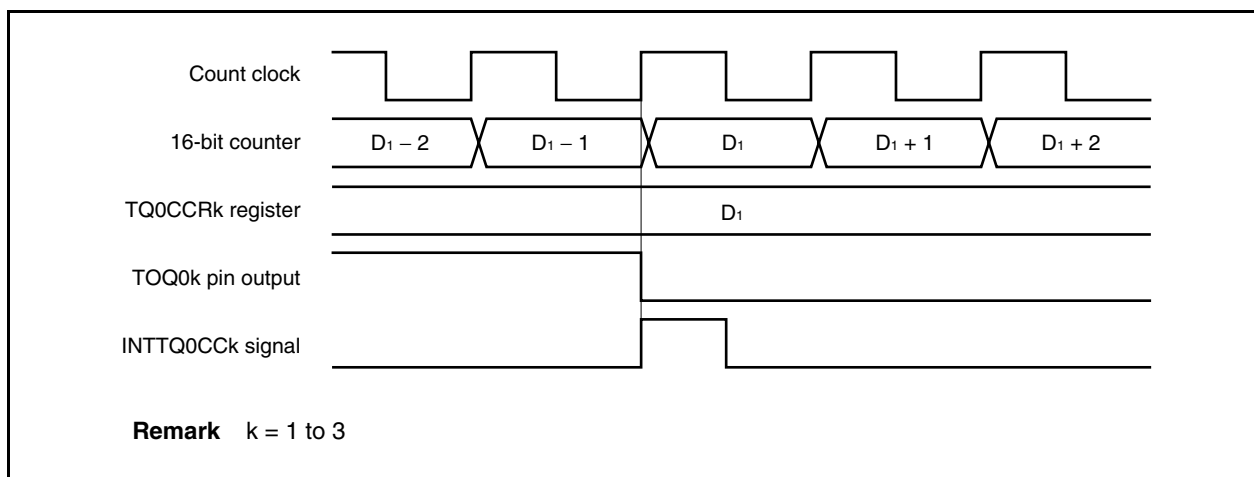 Count clock
16-bit counter D₁ − 2 D₁ − 1 D₁ D₁ + 1 D₁ + 2
TQ0CCRk register D₁
TOQ0k pin output
INTTQ0CCk signal
Remark k = 1 to 3